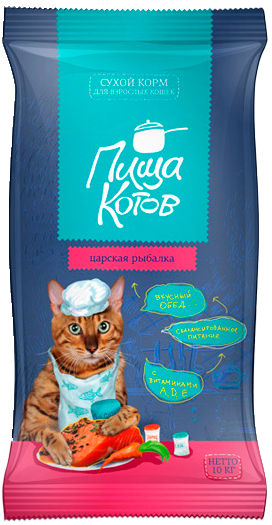 СУХОЙ КОРМ
ДЛЯ ВЗРОСЛЫХ КОШЕК
Пища
Котов
царская рыбалка
ВКУСНЫЙ
ОБЕД...
СБАЛАНСИРОВАННОЕ
ПИТАНИЕ
С
ВИТАМИНАМИ
A, D, E
НЕТТО
10 КГ